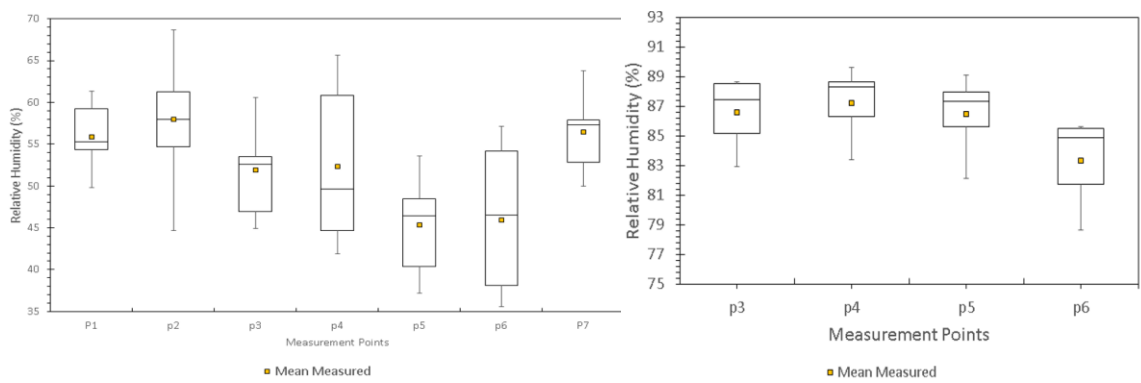 70
65
60
55
50
45
40
35
Relative Humidity (%)
P1 p2 p3 p4 p5 p6 P7
Measurement Points
Mean Measured
93
91
89
87
85
83
81
79
77
75
Relative Humidity (%)
p3 p4 p5 p6
Measurement Points
Mean Measured